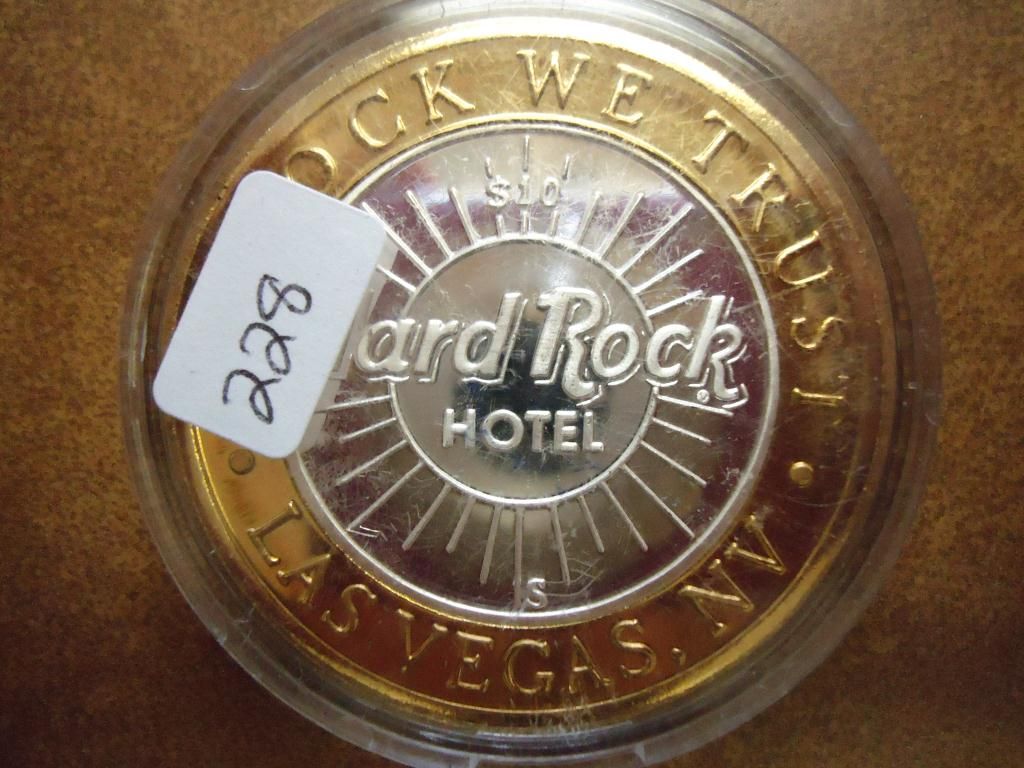 OCK WE TRUST
$10
ard Rock
®
HOTEL
S
LAS VEGAS, NV
228